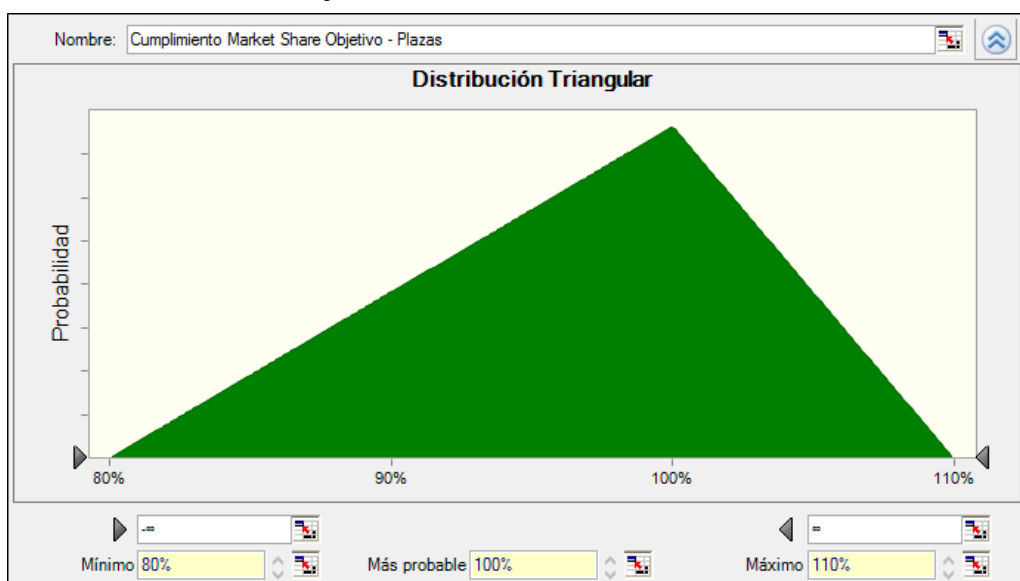 Nombre: Cumplimiento Market Share Objetivo - Plazas
Distribución Triangular
Probabilidad
80% 90% 100% 110%
-∞ ∞
Mínimo 80% Más probable 100% Máximo 110%